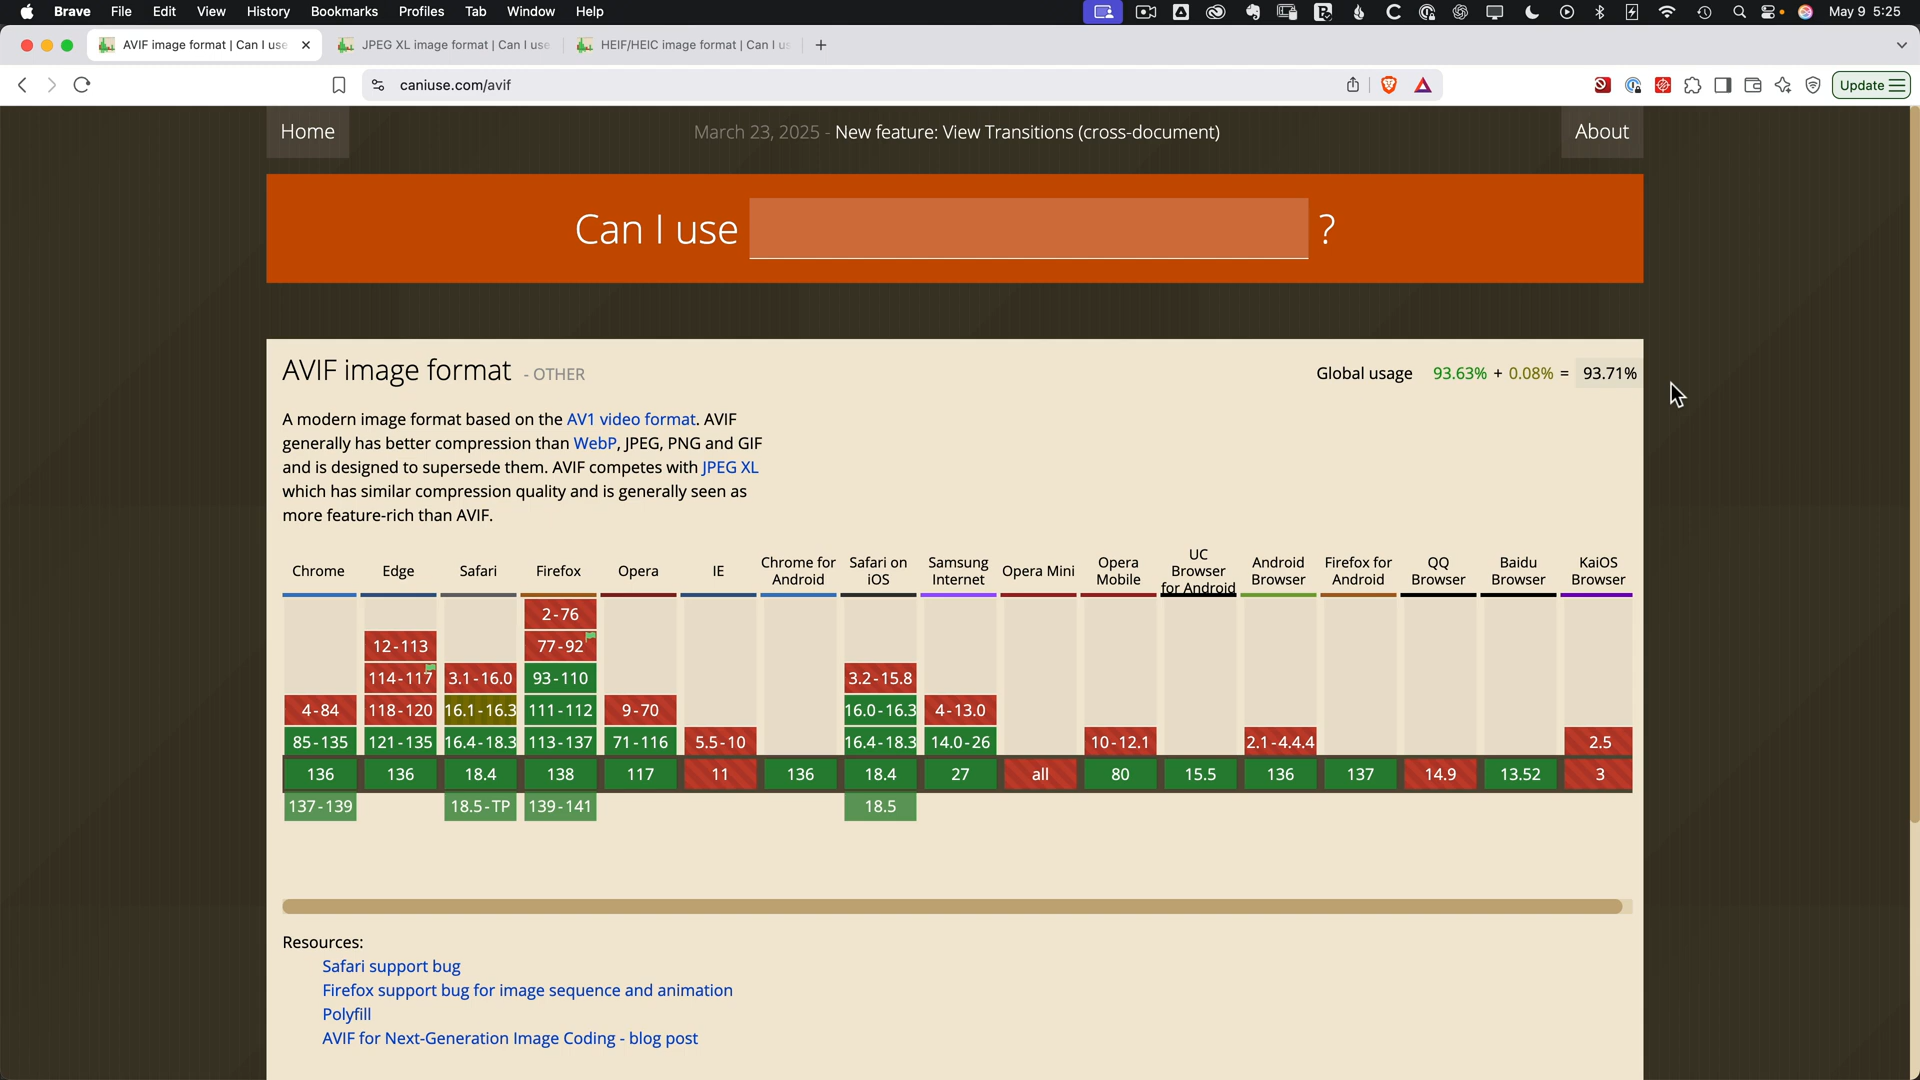 Brave File Edit View History Bookmarks Profiles Tab Window Help May 9 5:25
AVIF image format | Can I use
JPEG XL image format | Can I use
HEIF/HEIC image format | Can I us
caniuse.com/avif
Update
Home
March 23, 2025 - New feature: View Transitions (cross-document)
About
Can I use ?
AVIF image format - OTHER
Global usage 93.63% + 0.08% = 93.71%
A modern image format based on the AV1 video format. AVIF
generally has better compression than WebP, JPEG, PNG and GIF
and is designed to supersede them. AVIF competes with JPEG XL
which has similar compression quality and is generally seen as
more feature-rich than AVIF.
Chrome Edge Safari Firefox Opera IE Chrome for Android Safari on iOS Samsung Internet Opera Mini Opera Mobile UC Browser for Android Android Browser Firefox for Android QQ Browser Baidu Browser KaiOS Browser
2-76
12-113 77-92
114-117 3.1-16.0 93-110 3.2-15.8
4-84 118-120 16.1-16.3 111-112 9-70 16.0-16.3 4-13.0
85-135 121-135 16.4-18.3 113-137 71-116 5.5-10 16.4-18.3 14.0-26 10-12.1 2.1-4.4.4 2.5
136 136 18.4 138 117 11 136 18.4 27 all 80 15.5 136 137 14.9 13.52 3
137-139 18.5-TP 139-141 18.5
Resources:
Safari support bug
Firefox support bug for image sequence and animation
Polyfill
AVIF for Next-Generation Image Coding - blog post